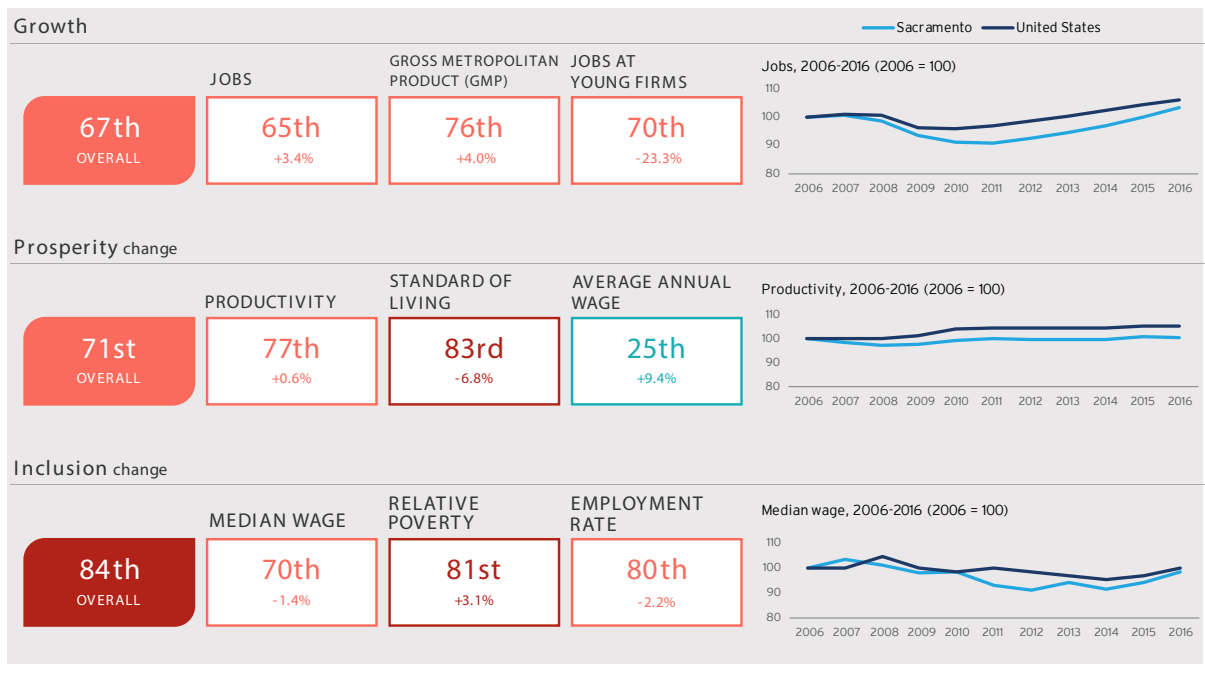 Growth
Sacramento
United States
JOBS
GROSS METROPOLITAN
PRODUCT (GMP)
JOBS AT
YOUNG FIRMS
67th
OVERALL
65th
+3.4%
76th
+4.0%
70th
-23.3%
Jobs, 2006-2016 (2006 = 100)
110
100
90
80
2006 2007 2008 2009 2010 2011 2012 2013 2014 2015 2016
Prosperity change
PRODUCTIVITY
STANDARD OF
LIVING
AVERAGE ANNUAL
WAGE
71st
OVERALL
77th
+0.6%
83rd
-6.8%
25th
+9.4%
Productivity, 2006-2016 (2006 = 100)
110
100
90
80
2006 2007 2008 2009 2010 2011 2012 2013 2014 2015 2016
Inclusion change
MEDIAN WAGE
RELATIVE
POVERTY
EMPLOYMENT
RATE
84th
OVERALL
70th
-1.4%
81st
+3.1%
80th
-2.2%
Median wage, 2006-2016 (2006 = 100)
110
100
90
80
2006 2007 2008 2009 2010 2011 2012 2013 2014 2015 2016